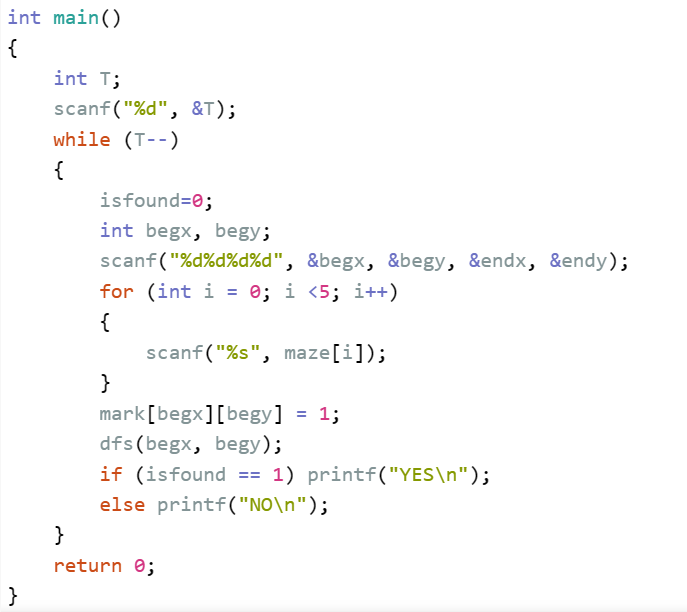 int main()
{
    int T;
    scanf("%d", &T);
    while (T--)
    {
        isfound=0;
        int begx, begy;
        scanf("%d%d%d%d", &begx, &begy, &endx, &endy);
        for (int i = 0; i <5; i++)
        {
            scanf("%s", maze[i]);
        }
        mark[begx][begy] = 1;
        dfs(begx, begy);
        if (isfound == 1) printf("YES\n");
        else printf("NO\n");
    }
    return 0;
}